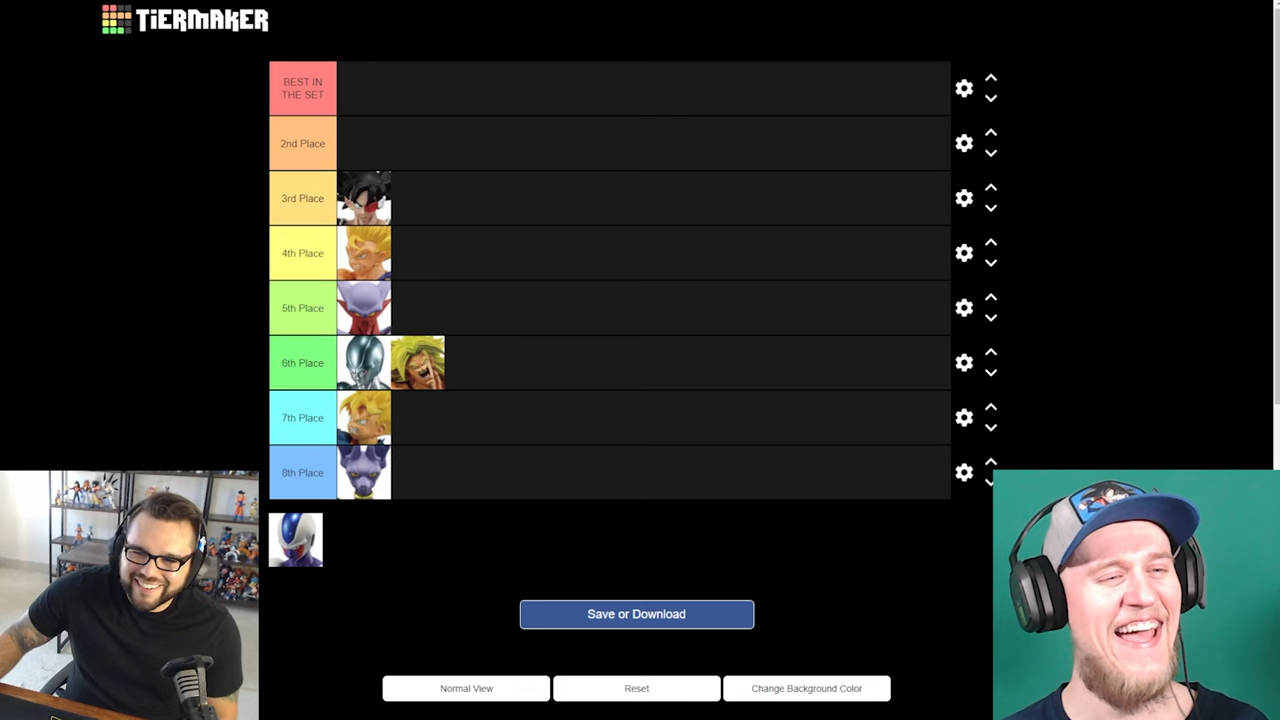 TiERMAKER
BEST IN
THE SET
2nd Place
3rd Place
4th Place
5th Place
6th Place
7th Place
8th Place
Save or Download
Normal View
Reset
Change Background Color